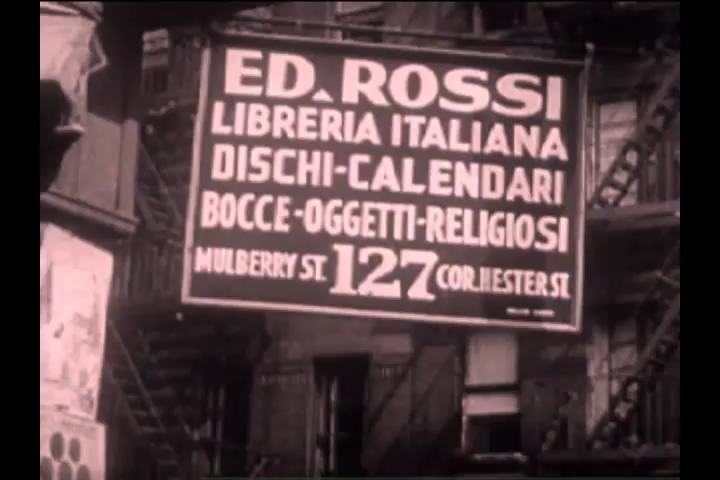 ED. ROSSI
LIBRERIA ITALIANA
DISCHI-CALENDARI
BOCCE-OGGETTI-RELIGIOSI
MULBERRY ST. 127 COR. HESTER ST.